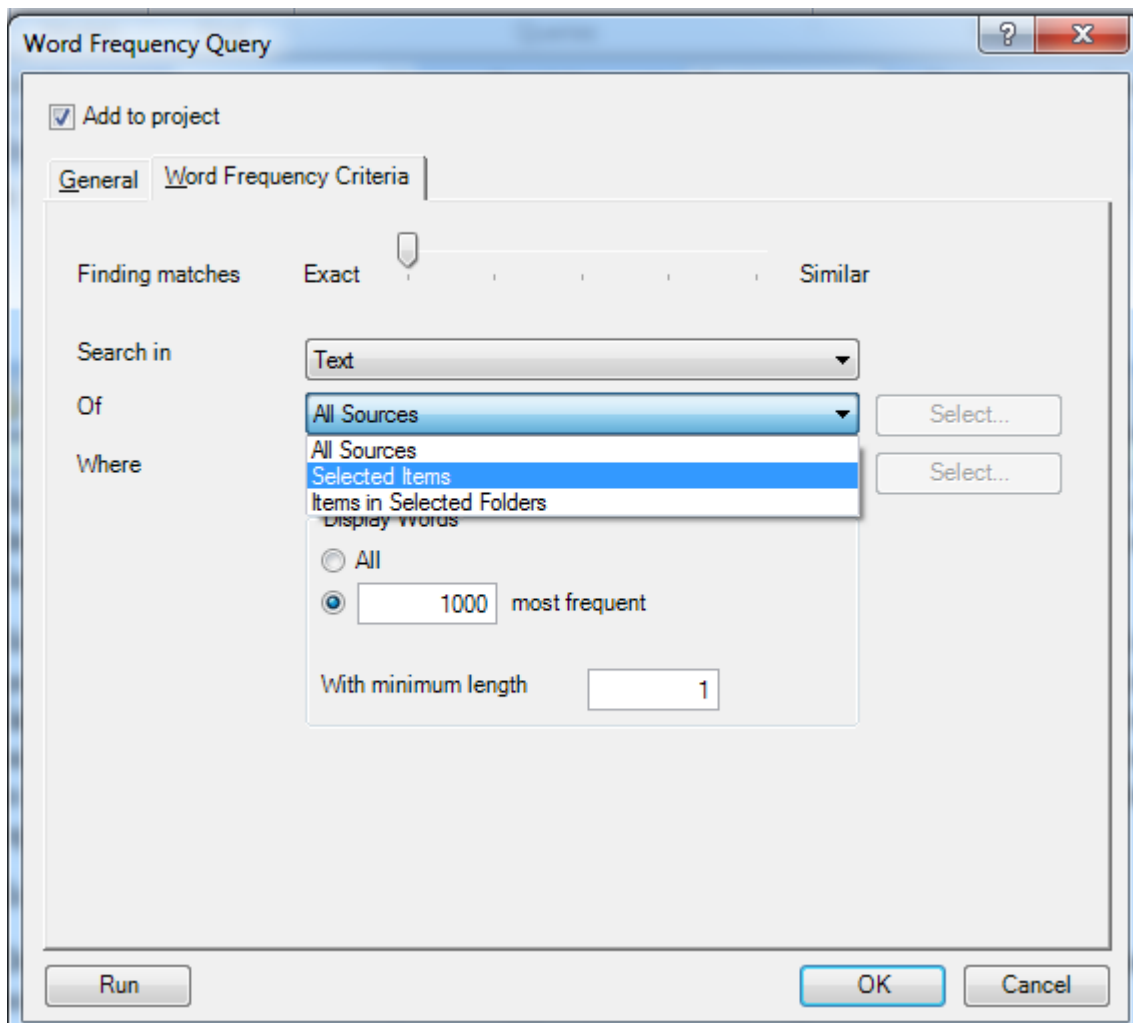 Word Frequency Query
Add to project
General Word Frequency Criteria
Finding matches Exact Similar
Search in Text
Of All Sources Select...
All Sources
Where Selected Items Select...
Items in Selected Folders
Display Words
All
1000 most frequent
With minimum length 1
Run OK Cancel